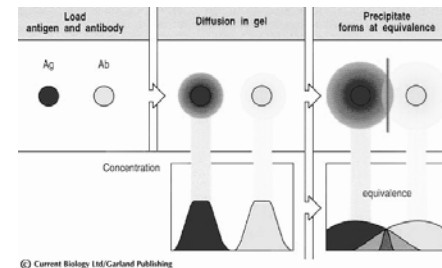 Load
antigen and antibody
Diffusion in gel
Precipitate
forms at equivalence
Ag
Ab
Concentration
equivalence
(C) Current Biology Ltd/Garland Publishing